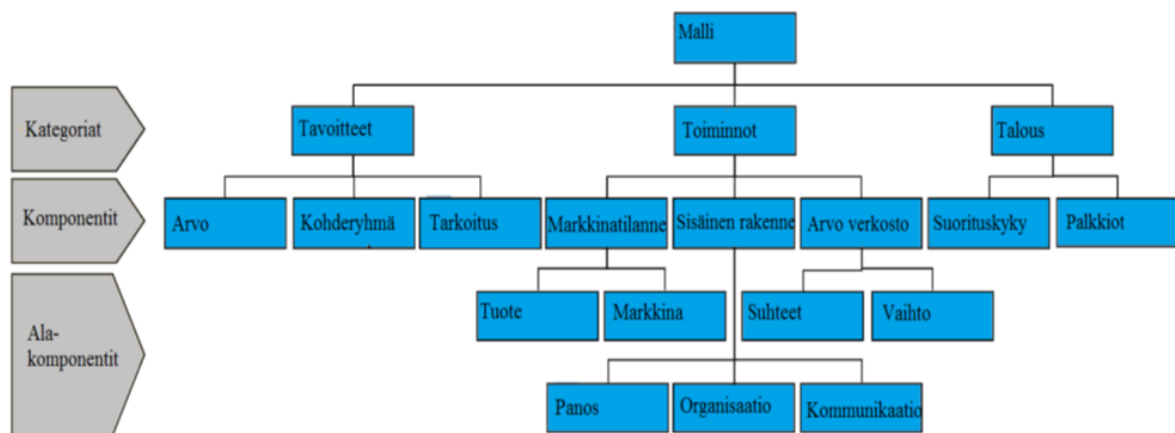 Malli
Kategoriat
Tavoitteet
Toiminnot
Talous
Komponentit
Arvo
Kohderyhmä
Tarkoitus
Markkinatilanne
Sisäinen rakenne
Arvo verkosto
Suorituskyky
Palkkiot
Ala-
komponentit
Tuote
Markkina
Suhteet
Vaihto
Panos
Organisaatio
Kommunikaatio